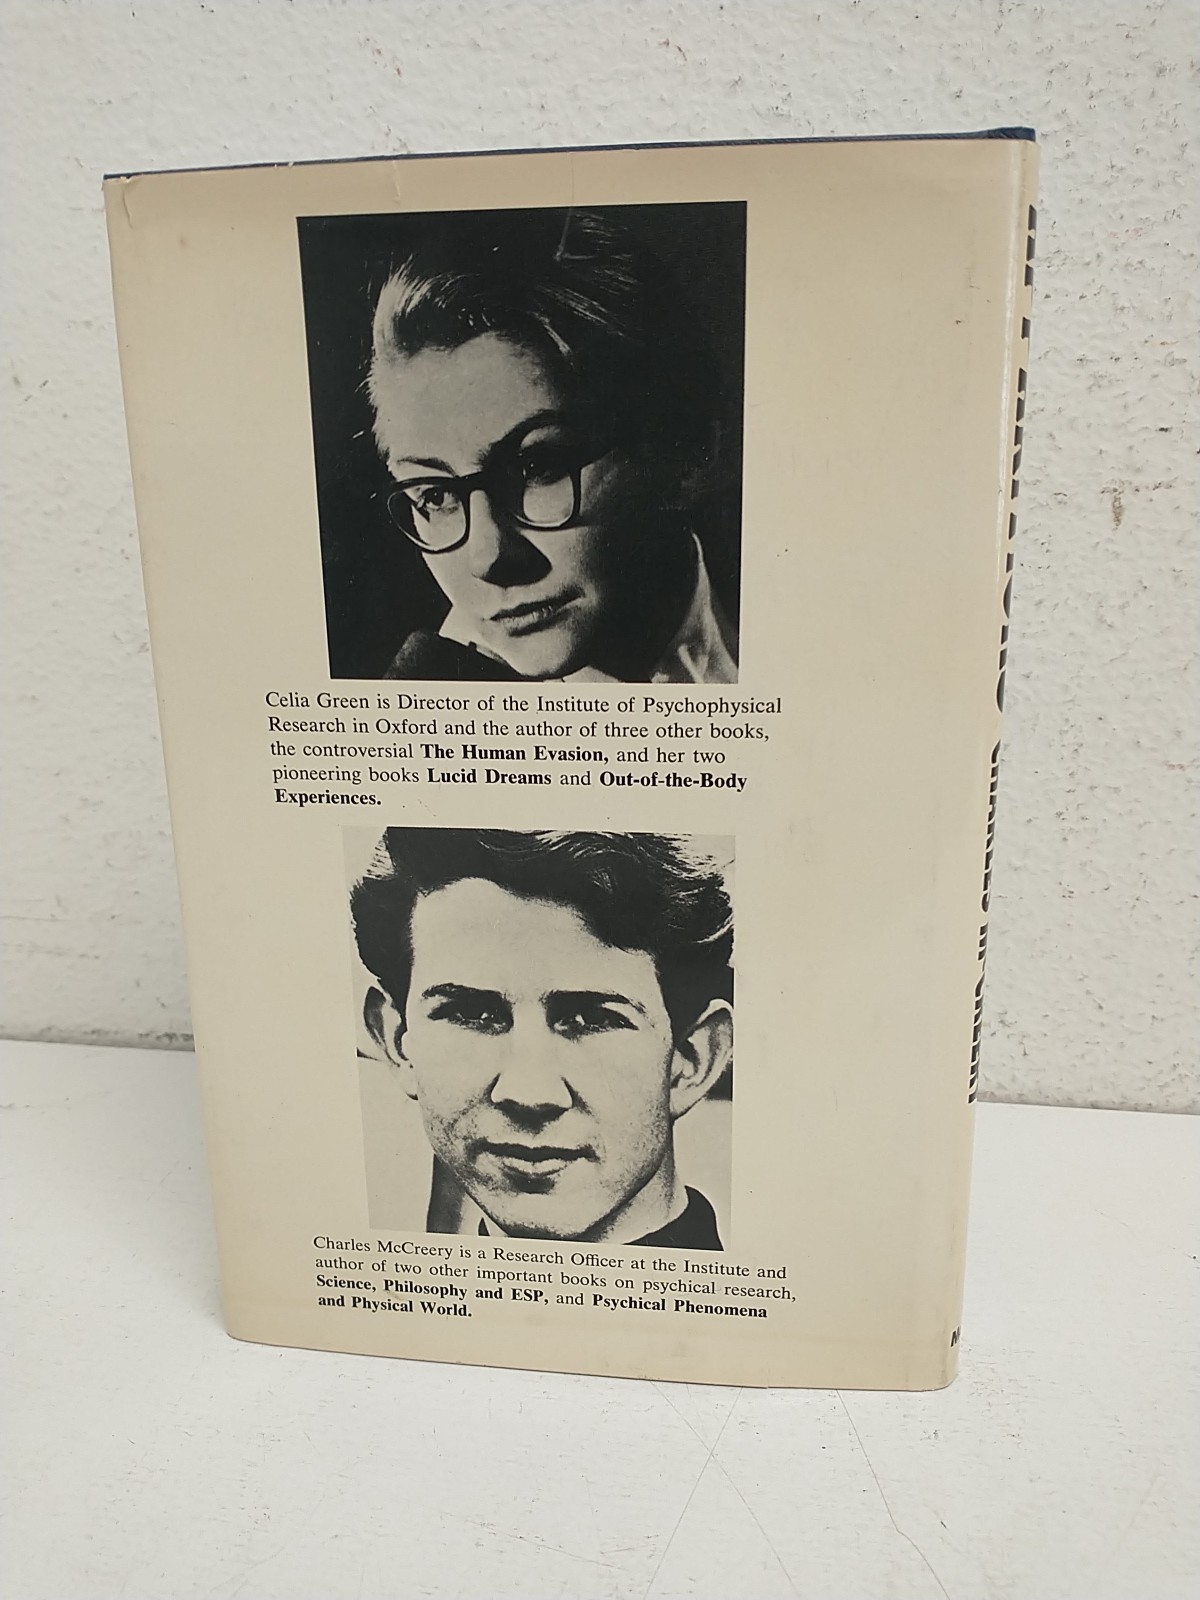 Celia Green is Director of the Institute of Psychophysical
Research in Oxford and the author of three other books,
the controversial The Human Evasion, and her two
pioneering books Lucid Dreams and Out-of-the-Body
Experiences.
Charles McCreery is a Research Officer at the Institute and
author of two other important books on psychical research,
Science, Philosophy and ESP, and Psychical Phenomena
and Physical World.